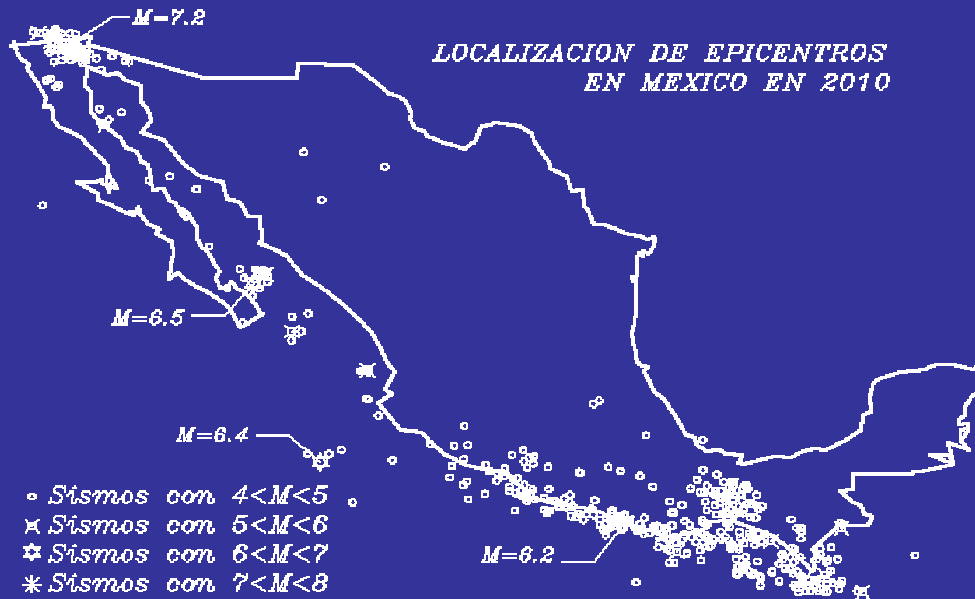 M=7.2
LOCALIZACION DE EPICENTROS
EN MEXICO EN 2010
M=6.5
M=6.4
M=6.2
Sismos con 4<M<5
Sismos con 5<M<6
Sismos con 6<M<7
Sismos con 7<M<8